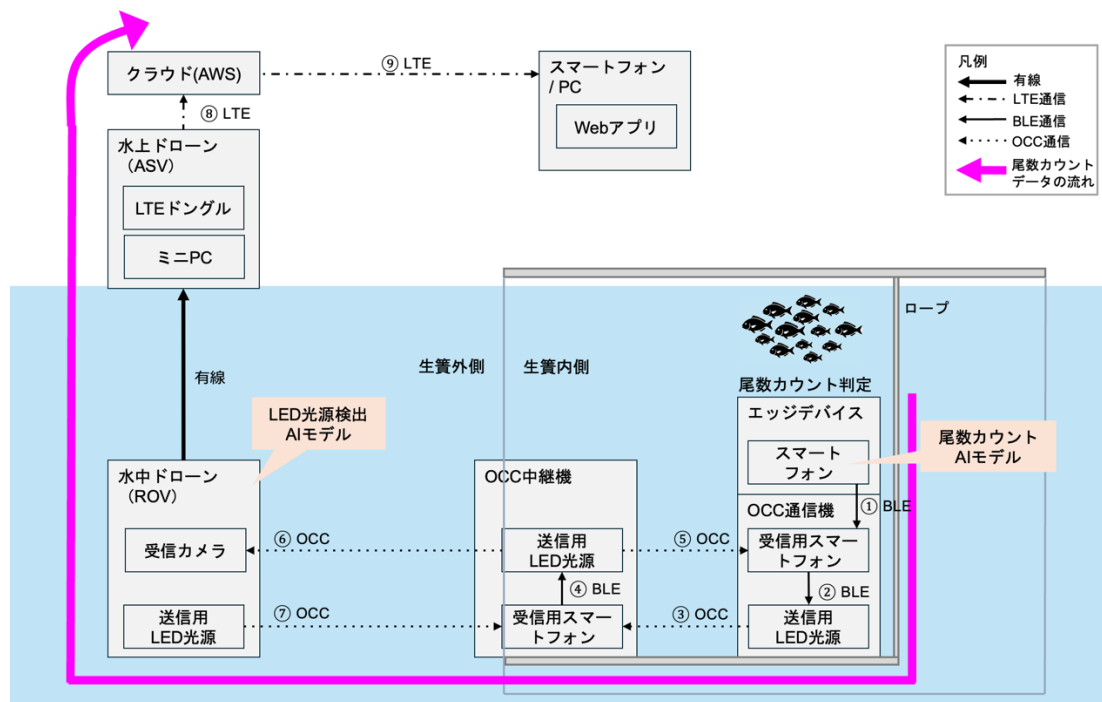 クラウド(AWS)
⑨ LTE
スマートフォン
/ PC
Webアプリ
凡例
有線
LTE通信
BLE通信
OCC通信
尾数カウント
データの流れ
⑧ LTE
水上ドローン
（ASV）
LTEドングル
ミニPC
有線
生簀外側
生簀内側
ロープ
尾数カウント判定
エッジデバイス
スマート
フォン
尾数カウント
AIモデル
① BLE
LED光源検出
AIモデル
水中ドローン
（ROV）
受信カメラ
送信用
LED光源
⑥ OCC
⑦ OCC
OCC中継機
送信用
LED光源
④ BLE
受信用スマー
トフォン
⑤ OCC
③ OCC
OCC通信機
受信用スマー
トフォン
② BLE
送信用
LED光源